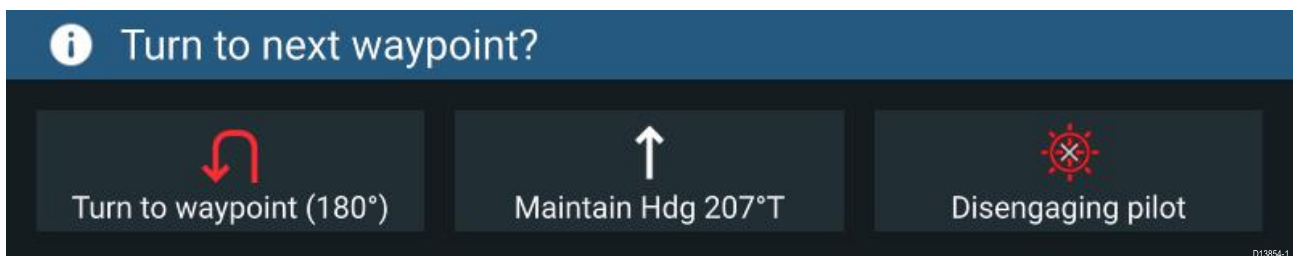 Turn to next waypoint?
Turn to waypoint (180°)
Maintain Hdg 207°T
Disengaging pilot
D13854-1